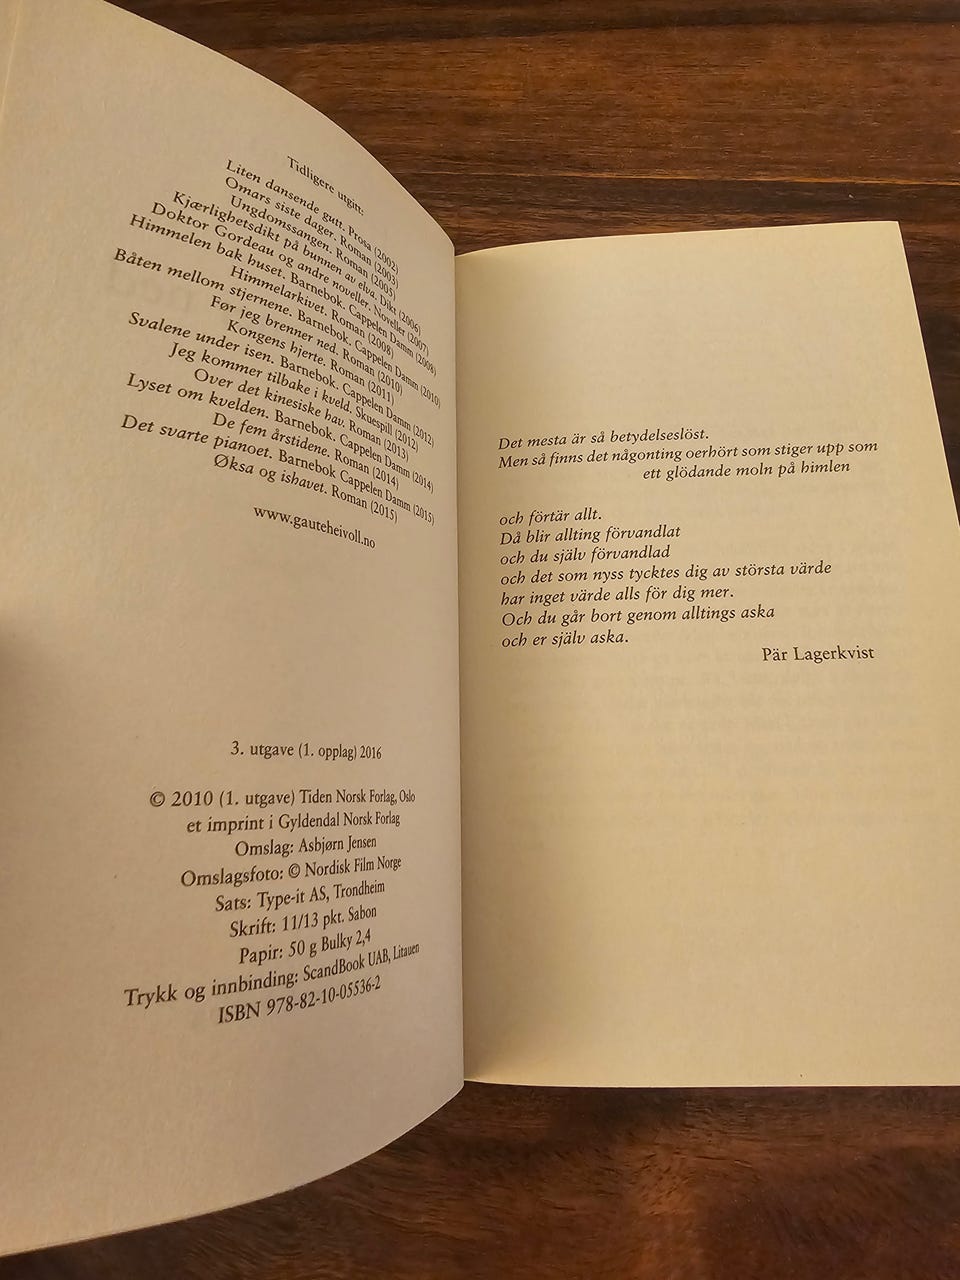 Tidligere utgitt:
Liten dansende gutt. Prosa (2002)
Omars siste dager. Roman (2003)
Ungdomssangen. Roman (2005)
Kjærlighetsdikt på bunnen av elva. Dikt (2006)
Doktor Gordeau og andre noveller. Noveller (2007)
Himmelen bak huset. Barnebok. Cappelen Damm (2008)
Himmelarkivet. Roman (2008)
Båten mellom stjernene. Barnebok. Cappelen Damm (2010)
Før jeg brenner ned. Roman (2010)
Kongens hjerte. Roman (2011)
Svalene under isen. Barnebok. Cappelen Damm (2012)
Jeg kommer tilbake i kveld. Skuespill (2012)
Over det kinesiske hav. Roman (2013)
Lyset om kvelden. Barnebok. Cappelen Damm (2014)
De fem årstidene. Roman (2014)
Det svarte pianoet. Barnebok Cappelen Damm (2015)
Øksa og ishavet. Roman (2015)
www.gauteheivoll.no
3. utgave (1. opplag) 2016
© 2010 (1. utgave) Tiden Norsk Forlag, Oslo
et imprint i Gyldendal Norsk Forlag
Omslag: Asbjørn Jensen
Omslagsfoto: © Nordisk Film Norge
Sats: Type-it AS, Trondheim
Skrift: 11/13 pkt. Sabon
Papir: 50 g Bulky 2,4
Trykk og innbinding: ScandBook UAB, Litauen
ISBN 978-82-10-05536-2
Det mesta är så betydelseslöst.
Men så finns det någonting oerhört som stiger upp som
ett glödande moln på himlen
och förtär allt.
Då blir allting förvandlat
och du själv förvandlad
och det som nyss tycktes dig av största värde
har inget värde alls för dig mer.
Och du går bort genom alltings aska
och er själv aska.
Pär Lagerkvist